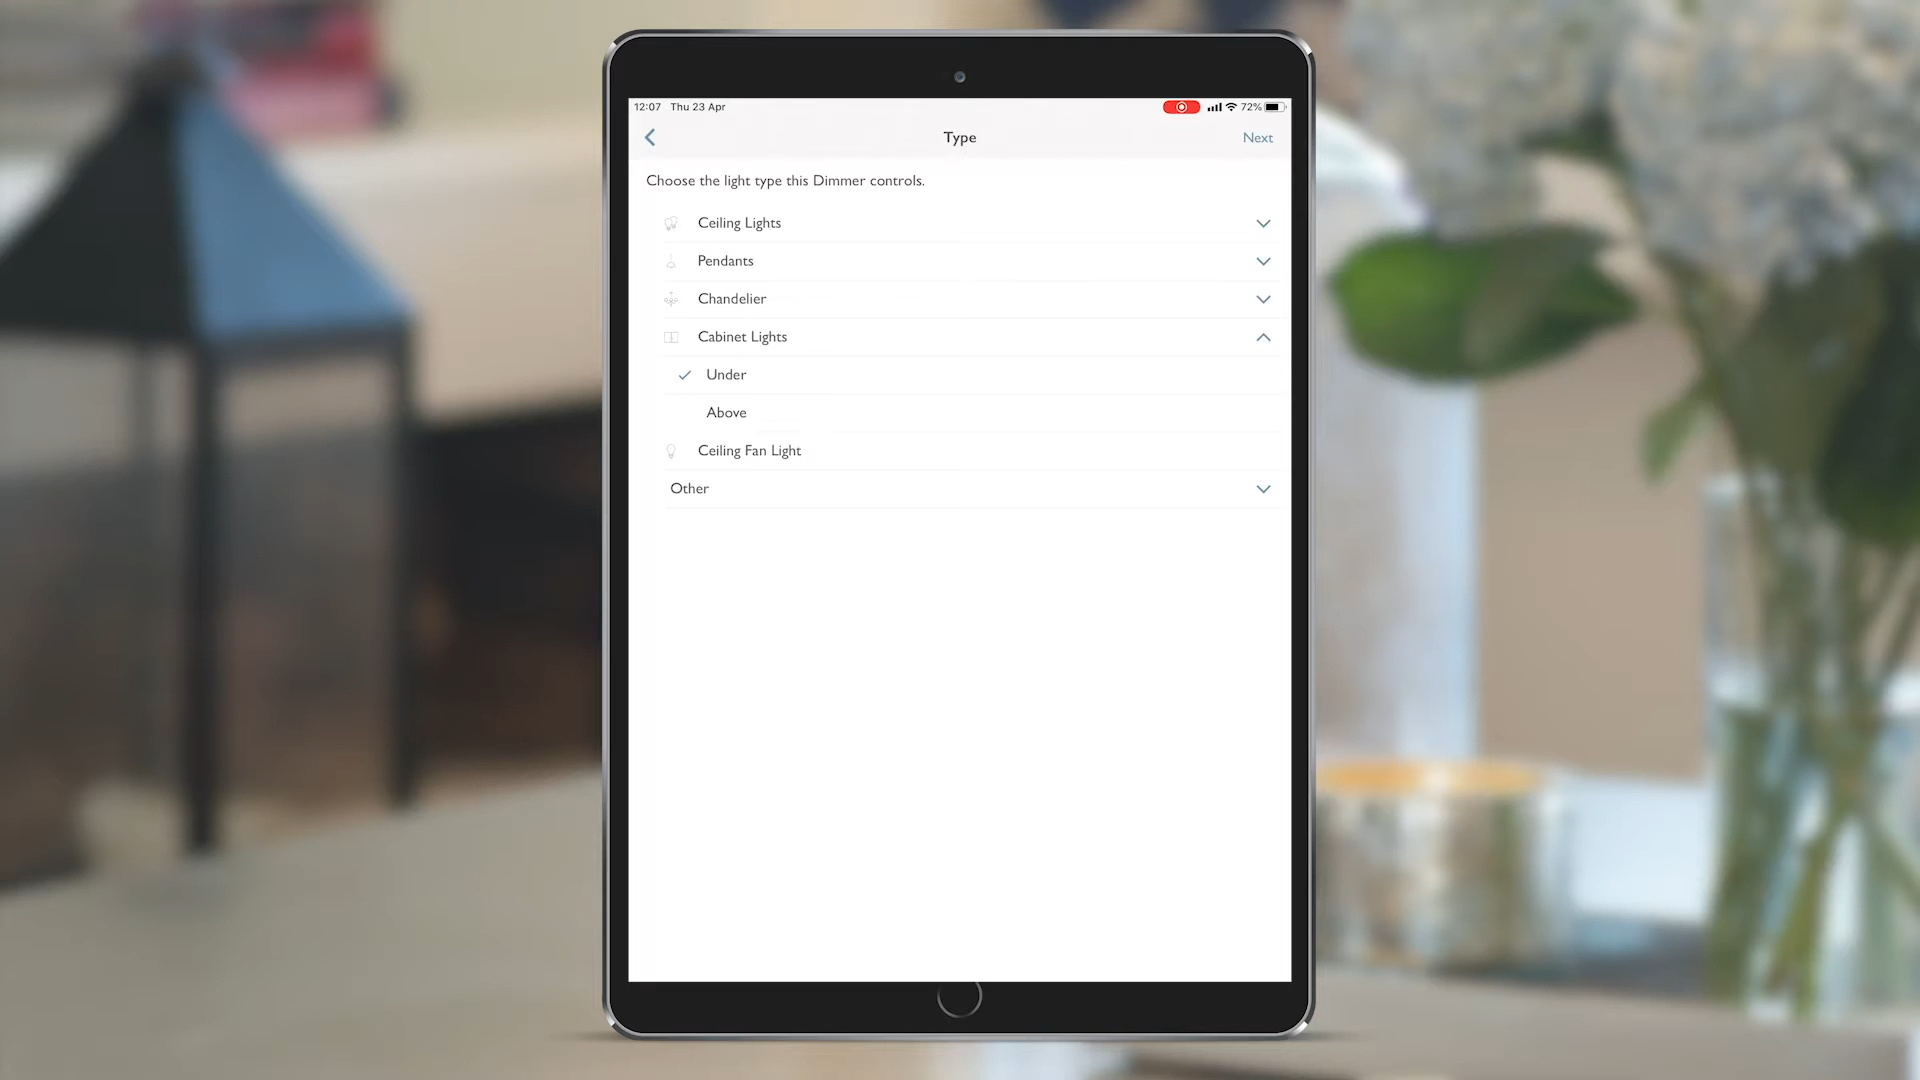 12:07 Thu 23 Apr 72%
Type
Next
Choose the light type this Dimmer controls.
Ceiling Lights
Pendants
Chandelier
Cabinet Lights
Under
Above
Ceiling Fan Light
Other